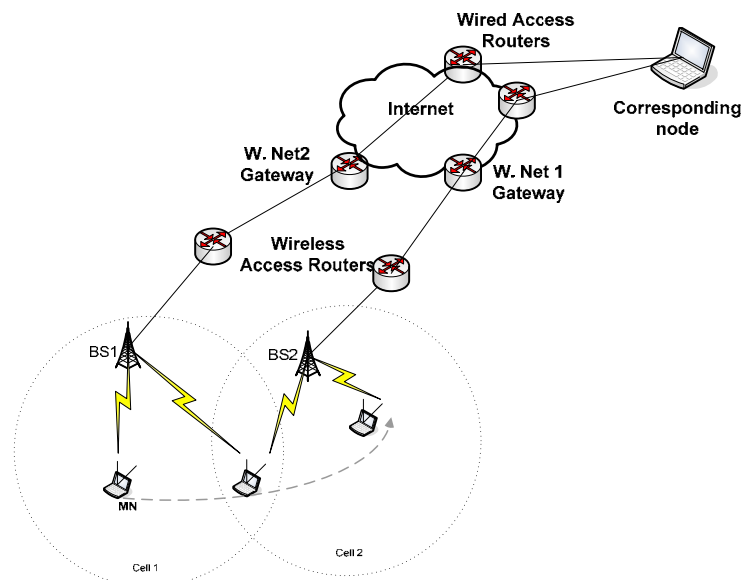 Wired Access
Routers
Internet
Corresponding
node
W. Net2
Gateway
W. Net 1
Gateway
Wireless
Access Routers
BS1
BS2
MN
Cell 1
Cell 2